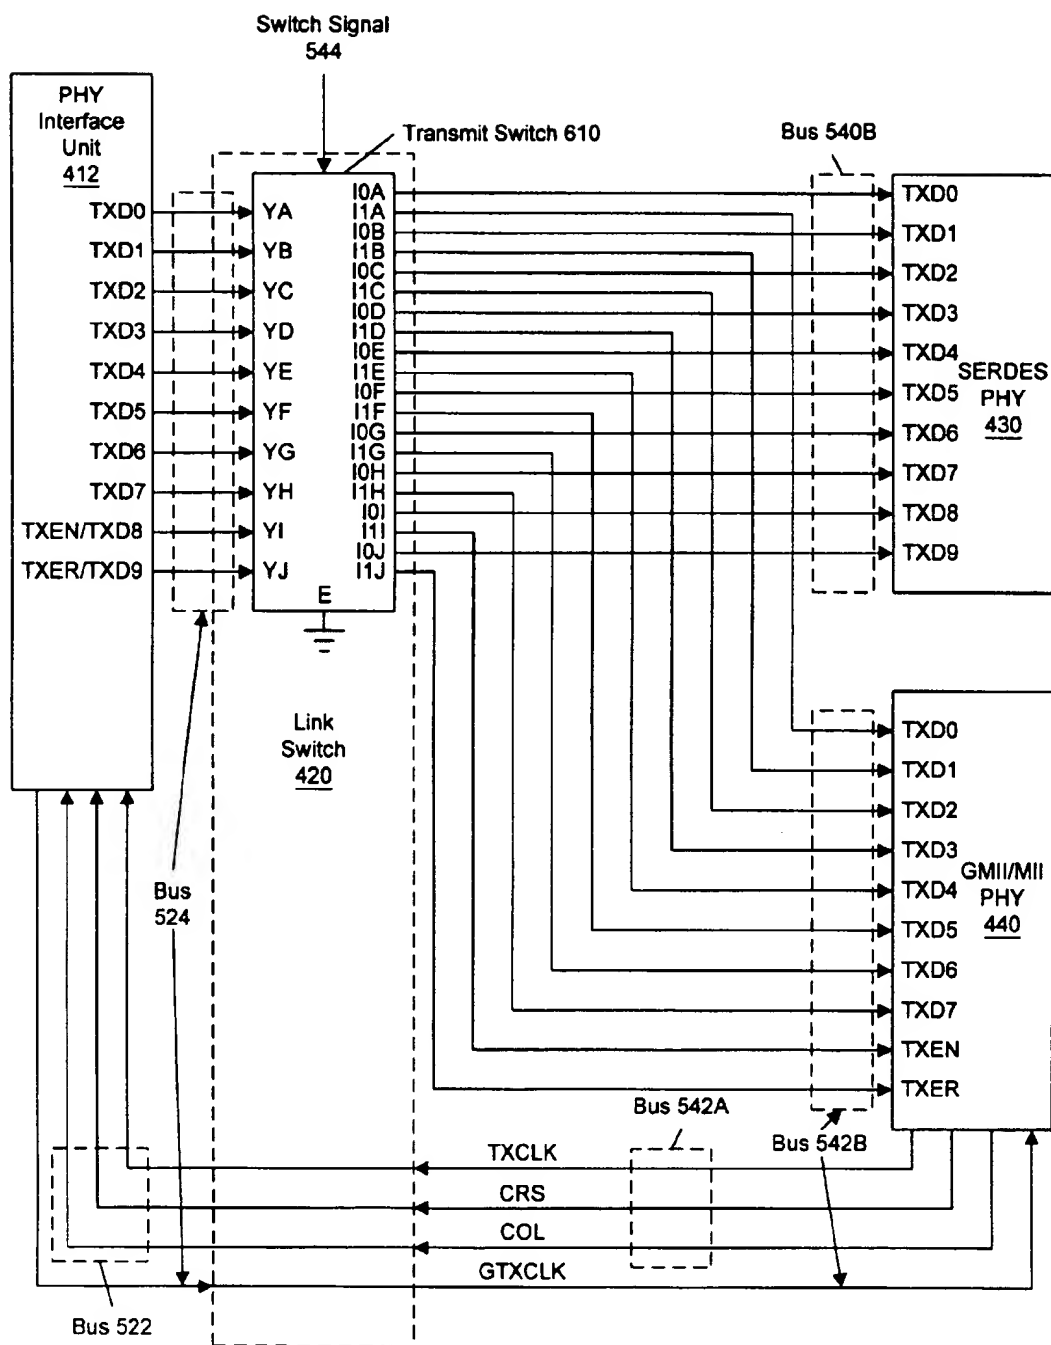 Switch Signal
544
PHY
Interface
Unit
412
Transmit Switch 610
Bus 540B
TXD0
TXD1
TXD2
TXD3
TXD4
TXD5
TXD6
TXD7
TXEN/TXD8
TXER/TXD9
YA
YB
YC
YD
YE
YF
YG
YH
YI
YJ
E
I0A
I1A
I0B
I1B
I0C
I1C
I0D
I1D
I0E
I1E
I0F
I1F
I0G
I1G
I0H
I1H
I0I
I1I
I0J
I1J
TXD0
TXD1
TXD2
TXD3
TXD4
SERDES
TXD5
PHY
430
TXD6
TXD7
TXD8
TXD9
Link
Switch
420
Bus
524
TXD0
TXD1
TXD2
TXD3
GMII/MII
TXD4
PHY
440
TXD5
TXD6
TXD7
TXEN
TXER
Bus 542A
Bus 542B
TXCLK
CRS
COL
GTXCLK
Bus 522